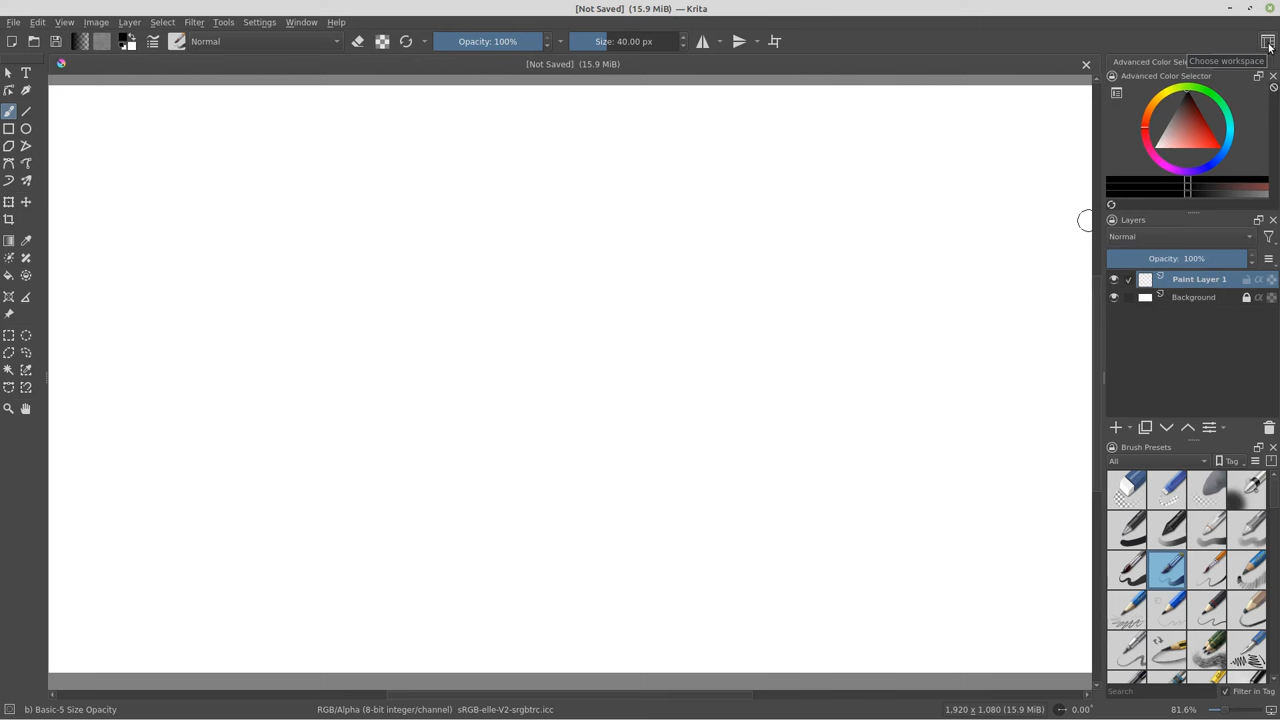 [Not Saved] (15.9 MiB) — Krita
File Edit View Image Layer Select Filter Tools Settings Window Help
Normal Opacity: 100% Size: 40.00 px
[Not Saved] (15.9 MiB)
Advanced Color Sele
Choose workspace
Advanced Color Selector
Layers
Normal
Opacity: 100%
Paint Layer 1
Background
Brush Presets
All Tag
Search Filter in Tag
b) Basic-5 Size Opacity RGB/Alpha (8-bit integer/channel) sRGB-elle-V2-srgbtrc.icc 1,920 x 1,080 (15.9 MiB) 0.00° 81.6%